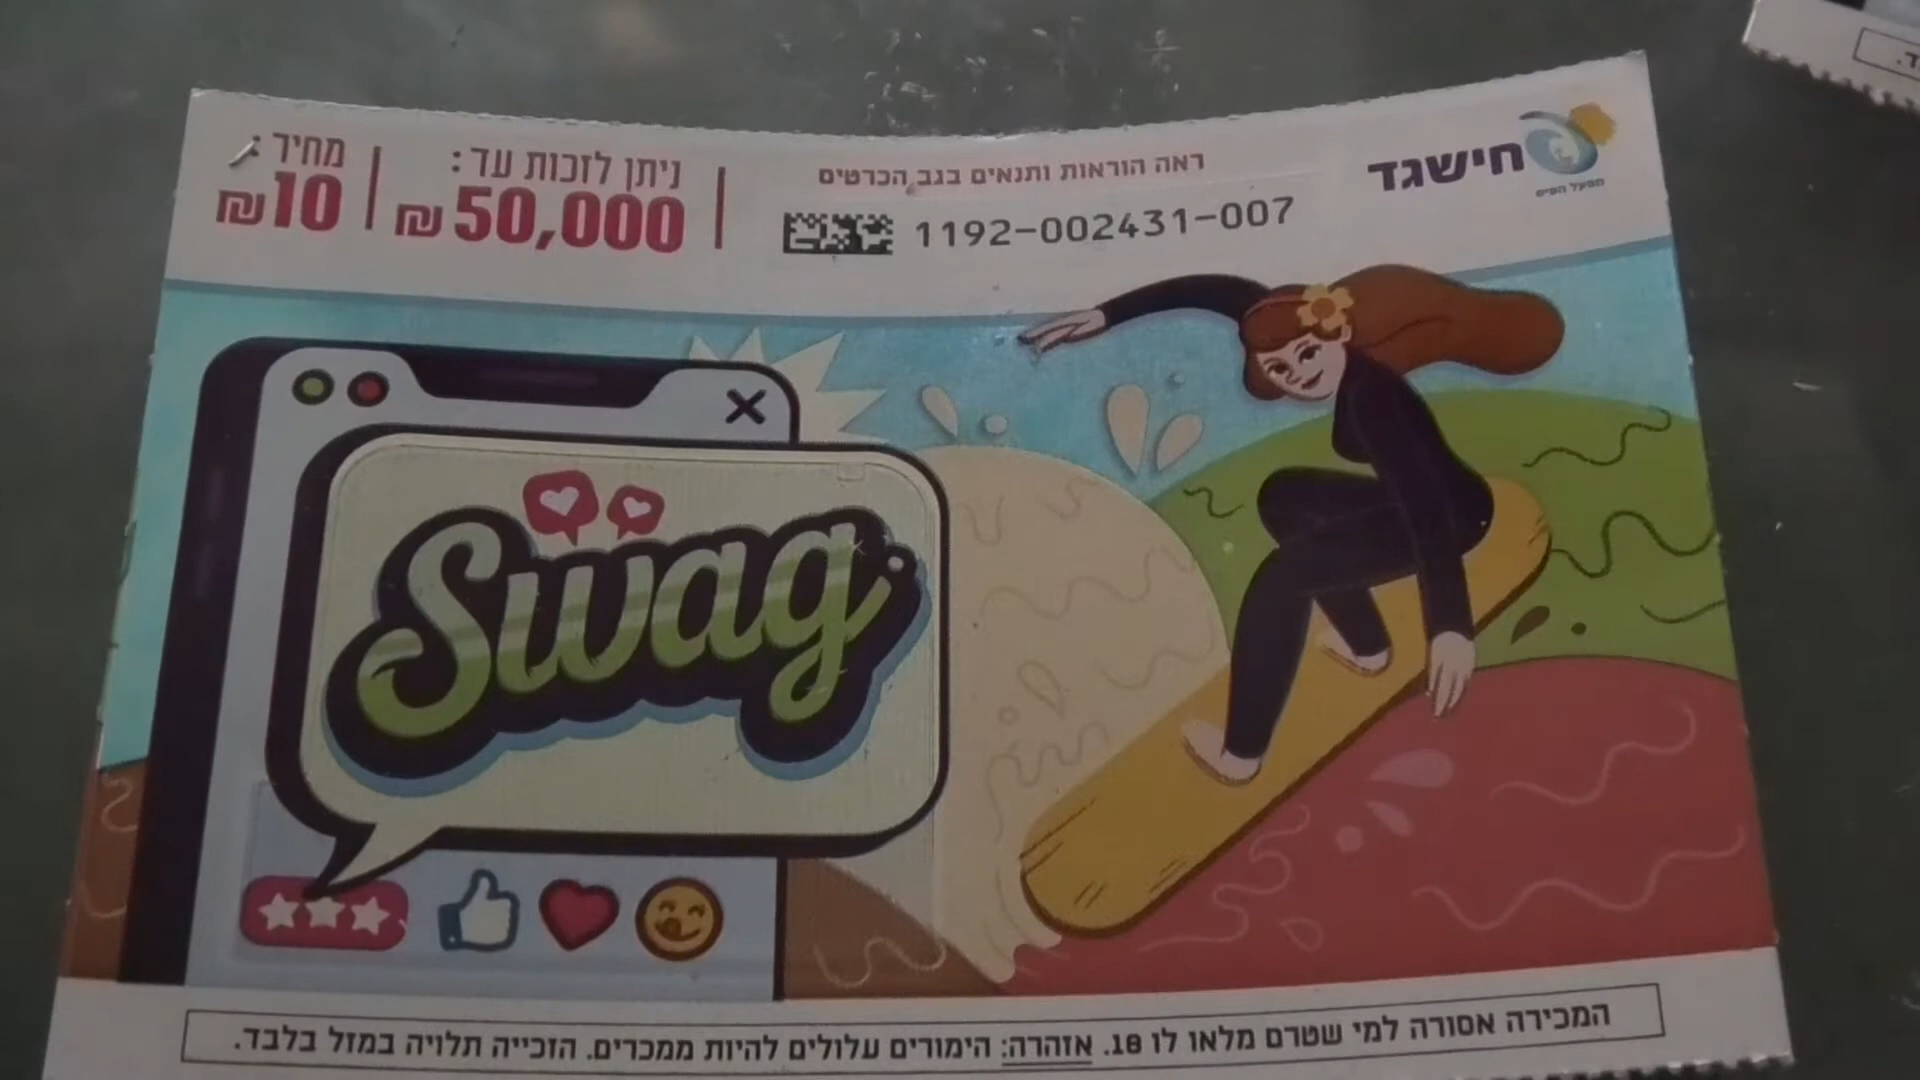 חישגד
מפעל הפיס
ראה הוראות ותנאים בגב הכרטים
1192-002431-007
ניתן לזכות עד:
50,000 ₪
מחיר:
10 ₪
Swag
המכירה אסורה למי שטרם מלאו לו 18. אזהרה: הימורים עלולים להיות ממכרים. הזכייה תלויה במזל בלבד.